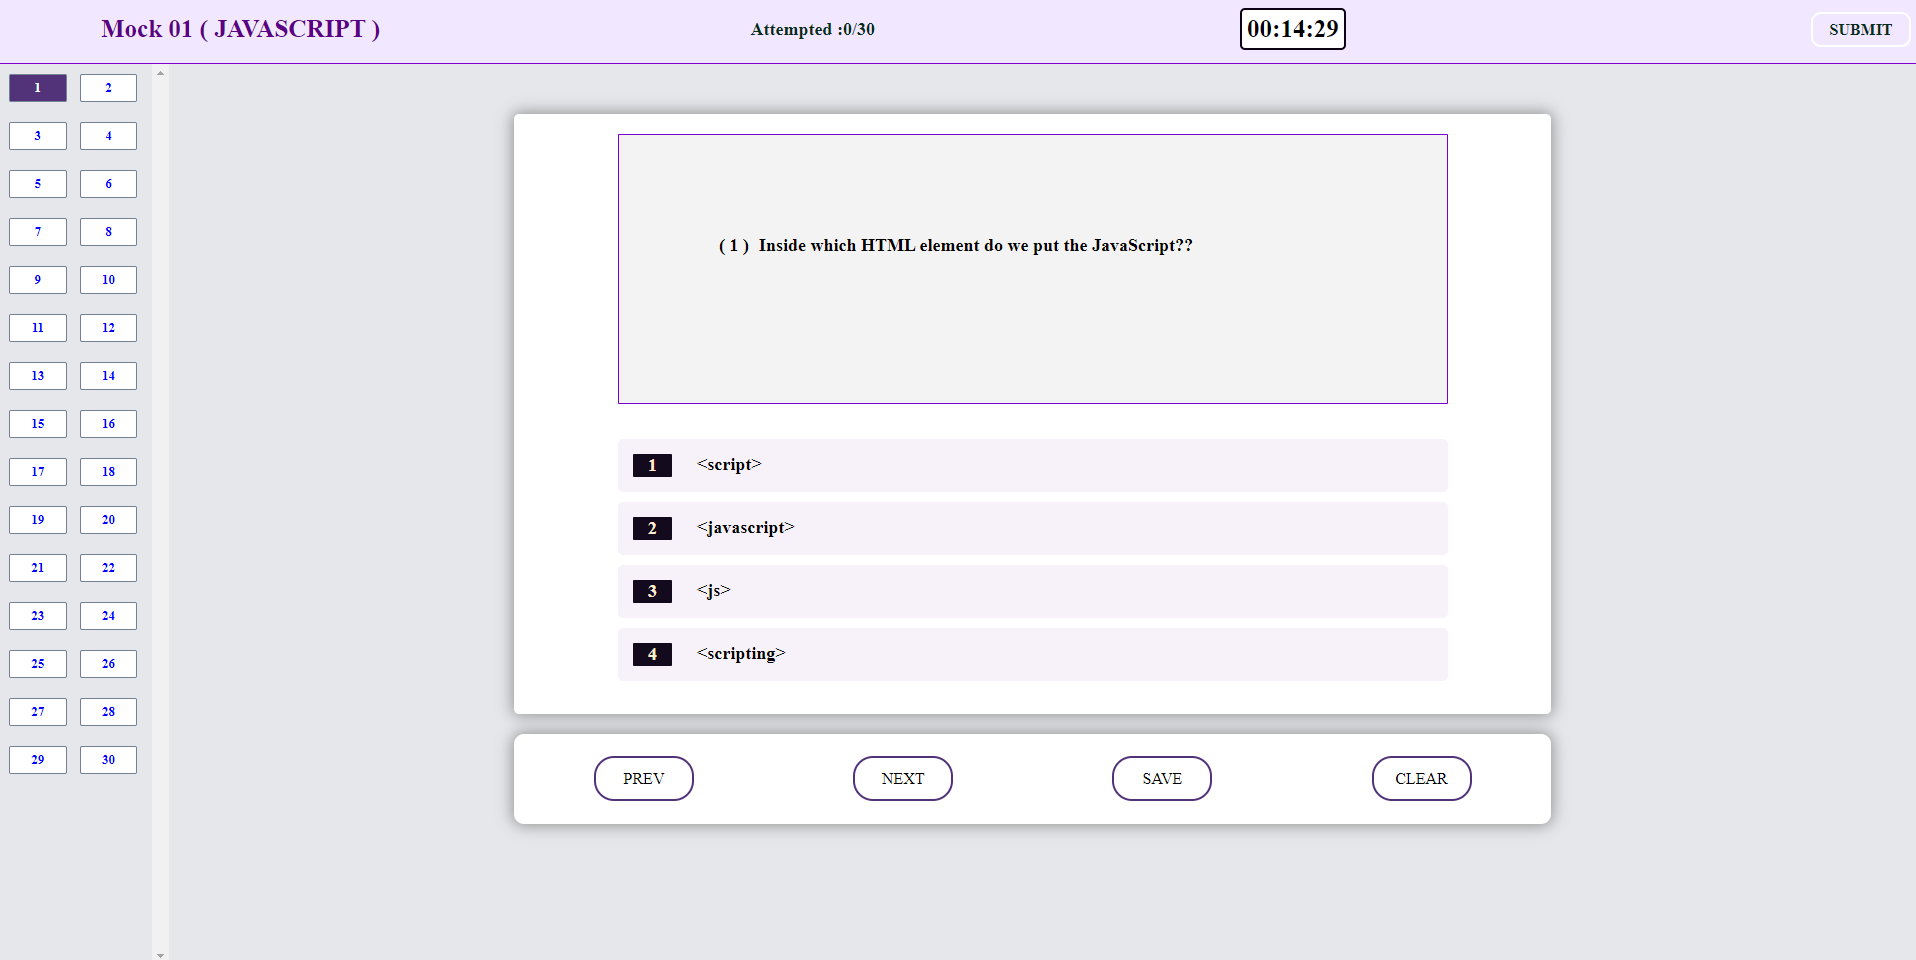 Mock 01 ( JAVASCRIPT )
Attempted :0/30
00:14:29
SUBMIT
1 2
3 4
5 6
7 8
9 10
11 12
13 14
15 16
17 18
19 20
21 22
23 24
25 26
27 28
29 30
( 1 ) Inside which HTML element do we put the JavaScript??
1 <script>
2 <javascript>
3 <js>
4 <scripting>
PREV NEXT SAVE CLEAR